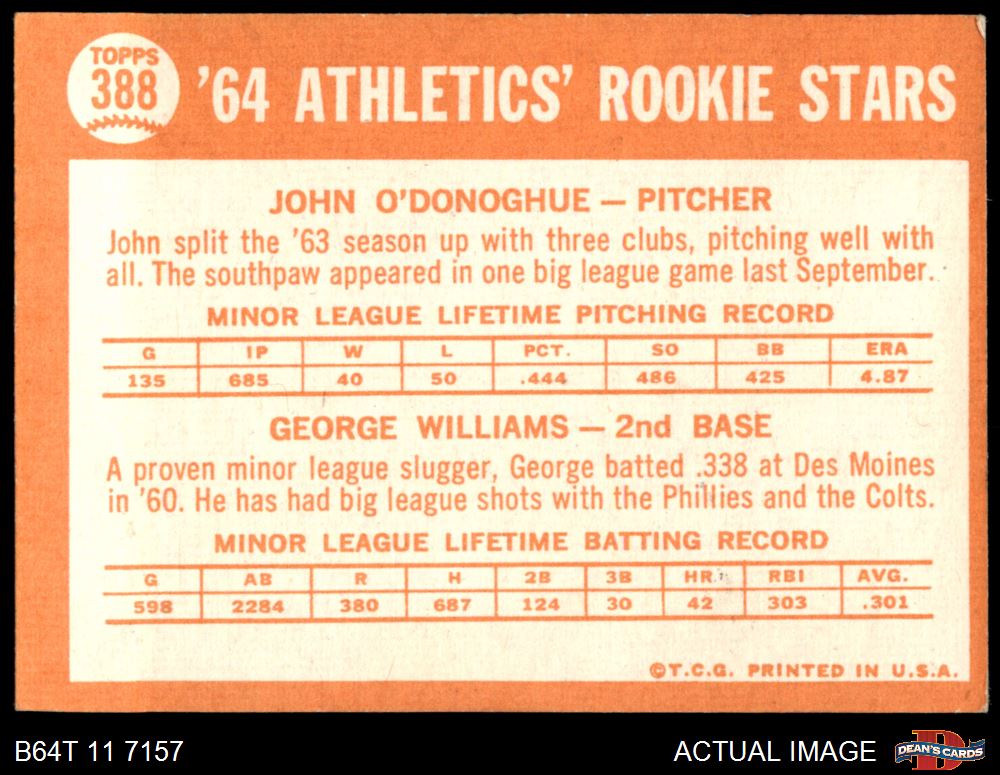 TOPPS
388
'64 ATHLETICS' ROOKIE STARS
JOHN O'DONOGHUE — PITCHER
John split the '63 season up with three clubs, pitching well with
all. The southpaw appeared in one big league game last September.
MINOR LEAGUE LIFETIME PITCHING RECORD
G IP W L PCT. SO BB ERA
135 685 40 50 .444 486 425 4.87
GEORGE WILLIAMS — 2nd BASE
A proven minor league slugger, George batted .338 at Des Moines
in '60. He has had big league shots with the Phillies and the Colts.
MINOR LEAGUE LIFETIME BATTING RECORD
G AB R H 2B 3B HR. RBI AVG.
598 2284 380 687 124 30 42 303 .301
©T.C.G. PRINTED IN U.S.A.
B64T 11 7157
ACTUAL IMAGE
DEAN'S CARDS